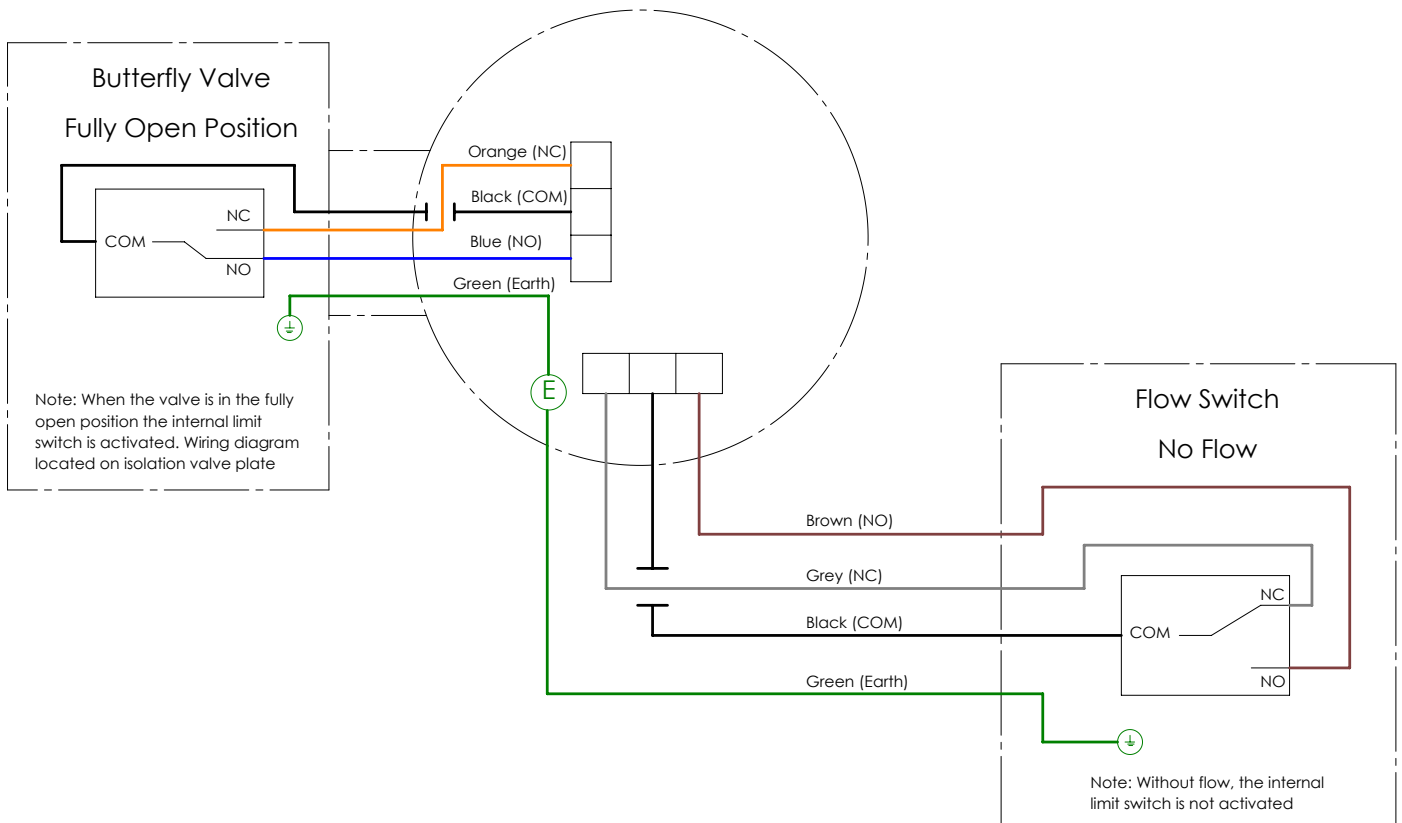 Butterfly Valve
Fully Open Position
COM
NC
NO
Note: When the valve is in the fully
open position the internal limit
switch is activated. Wiring diagram
located on isolation valve plate
Orange (NC)
Black (COM)
Blue (NO)
Green (Earth)
E
Brown (NO)
Grey (NC)
Black (COM)
Green (Earth)
Flow Switch
No Flow
NC
COM
NO
Note: Without flow, the internal
limit switch is not activated